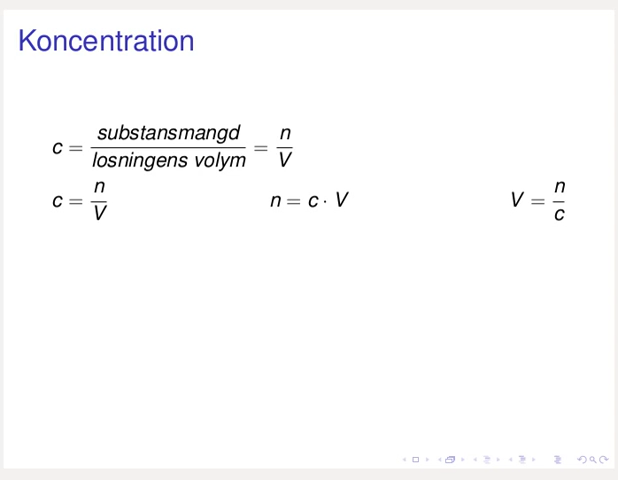 Koncentration
c = substansmangd / losningens volym = n / V
c = n / V    n = c · V    V = n / c